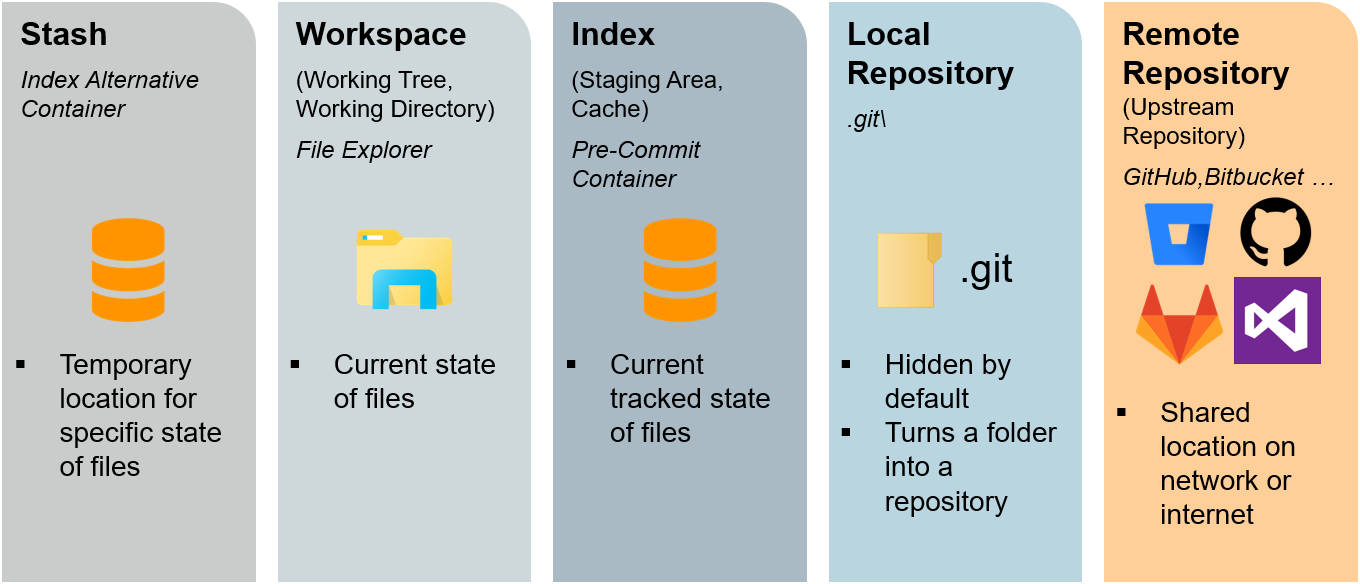 Stash
Index Alternative
Container
▪ Temporary
location for
specific state
of files
Workspace
(Working Tree,
Working Directory)
File Explorer
▪ Current state
of files
Index
(Staging Area,
Cache)
Pre-Commit
Container
▪ Current
tracked state
of files
Local
Repository
.git\
.git
▪ Hidden by
default
▪ Turns a folder
into a
repository
Remote
Repository
(Upstream
Repository)
GitHub,Bitbucket …
▪ Shared
location on
network or
internet